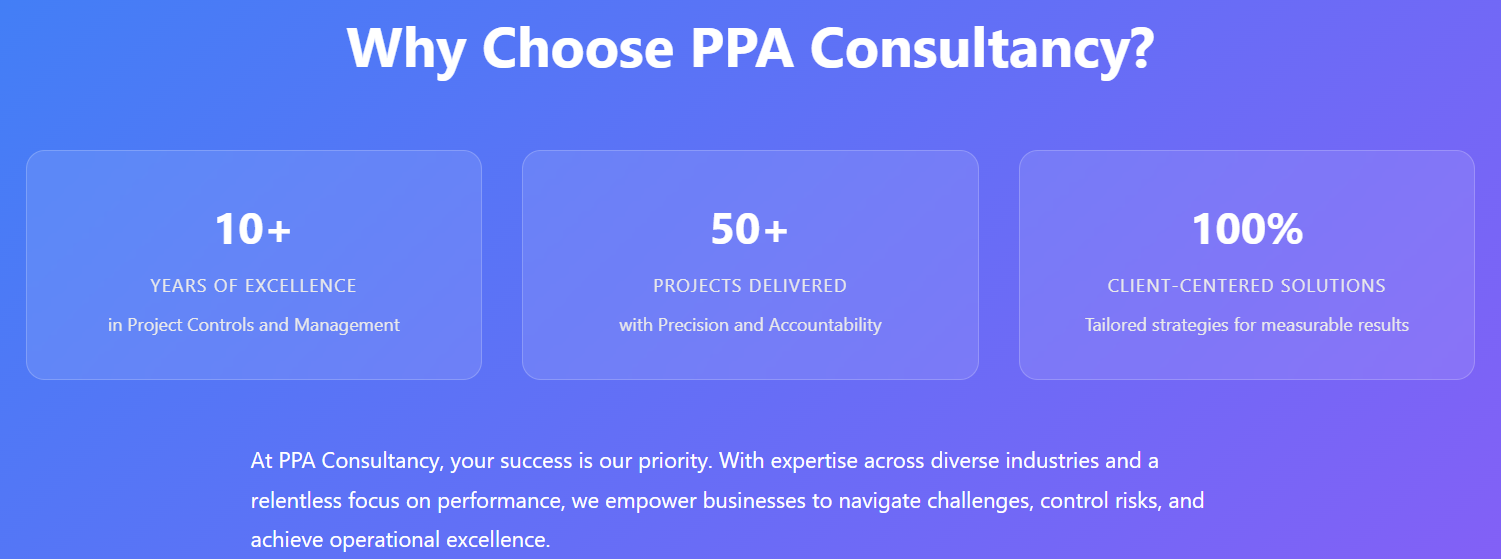 Why Choose PPA Consultancy?
10+
YEARS OF EXCELLENCE
in Project Controls and Management
50+
PROJECTS DELIVERED
with Precision and Accountability
100%
CLIENT-CENTERED SOLUTIONS
Tailored strategies for measurable results
At PPA Consultancy, your success is our priority. With expertise across diverse industries and a
relentless focus on performance, we empower businesses to navigate challenges, control risks, and
achieve operational excellence.